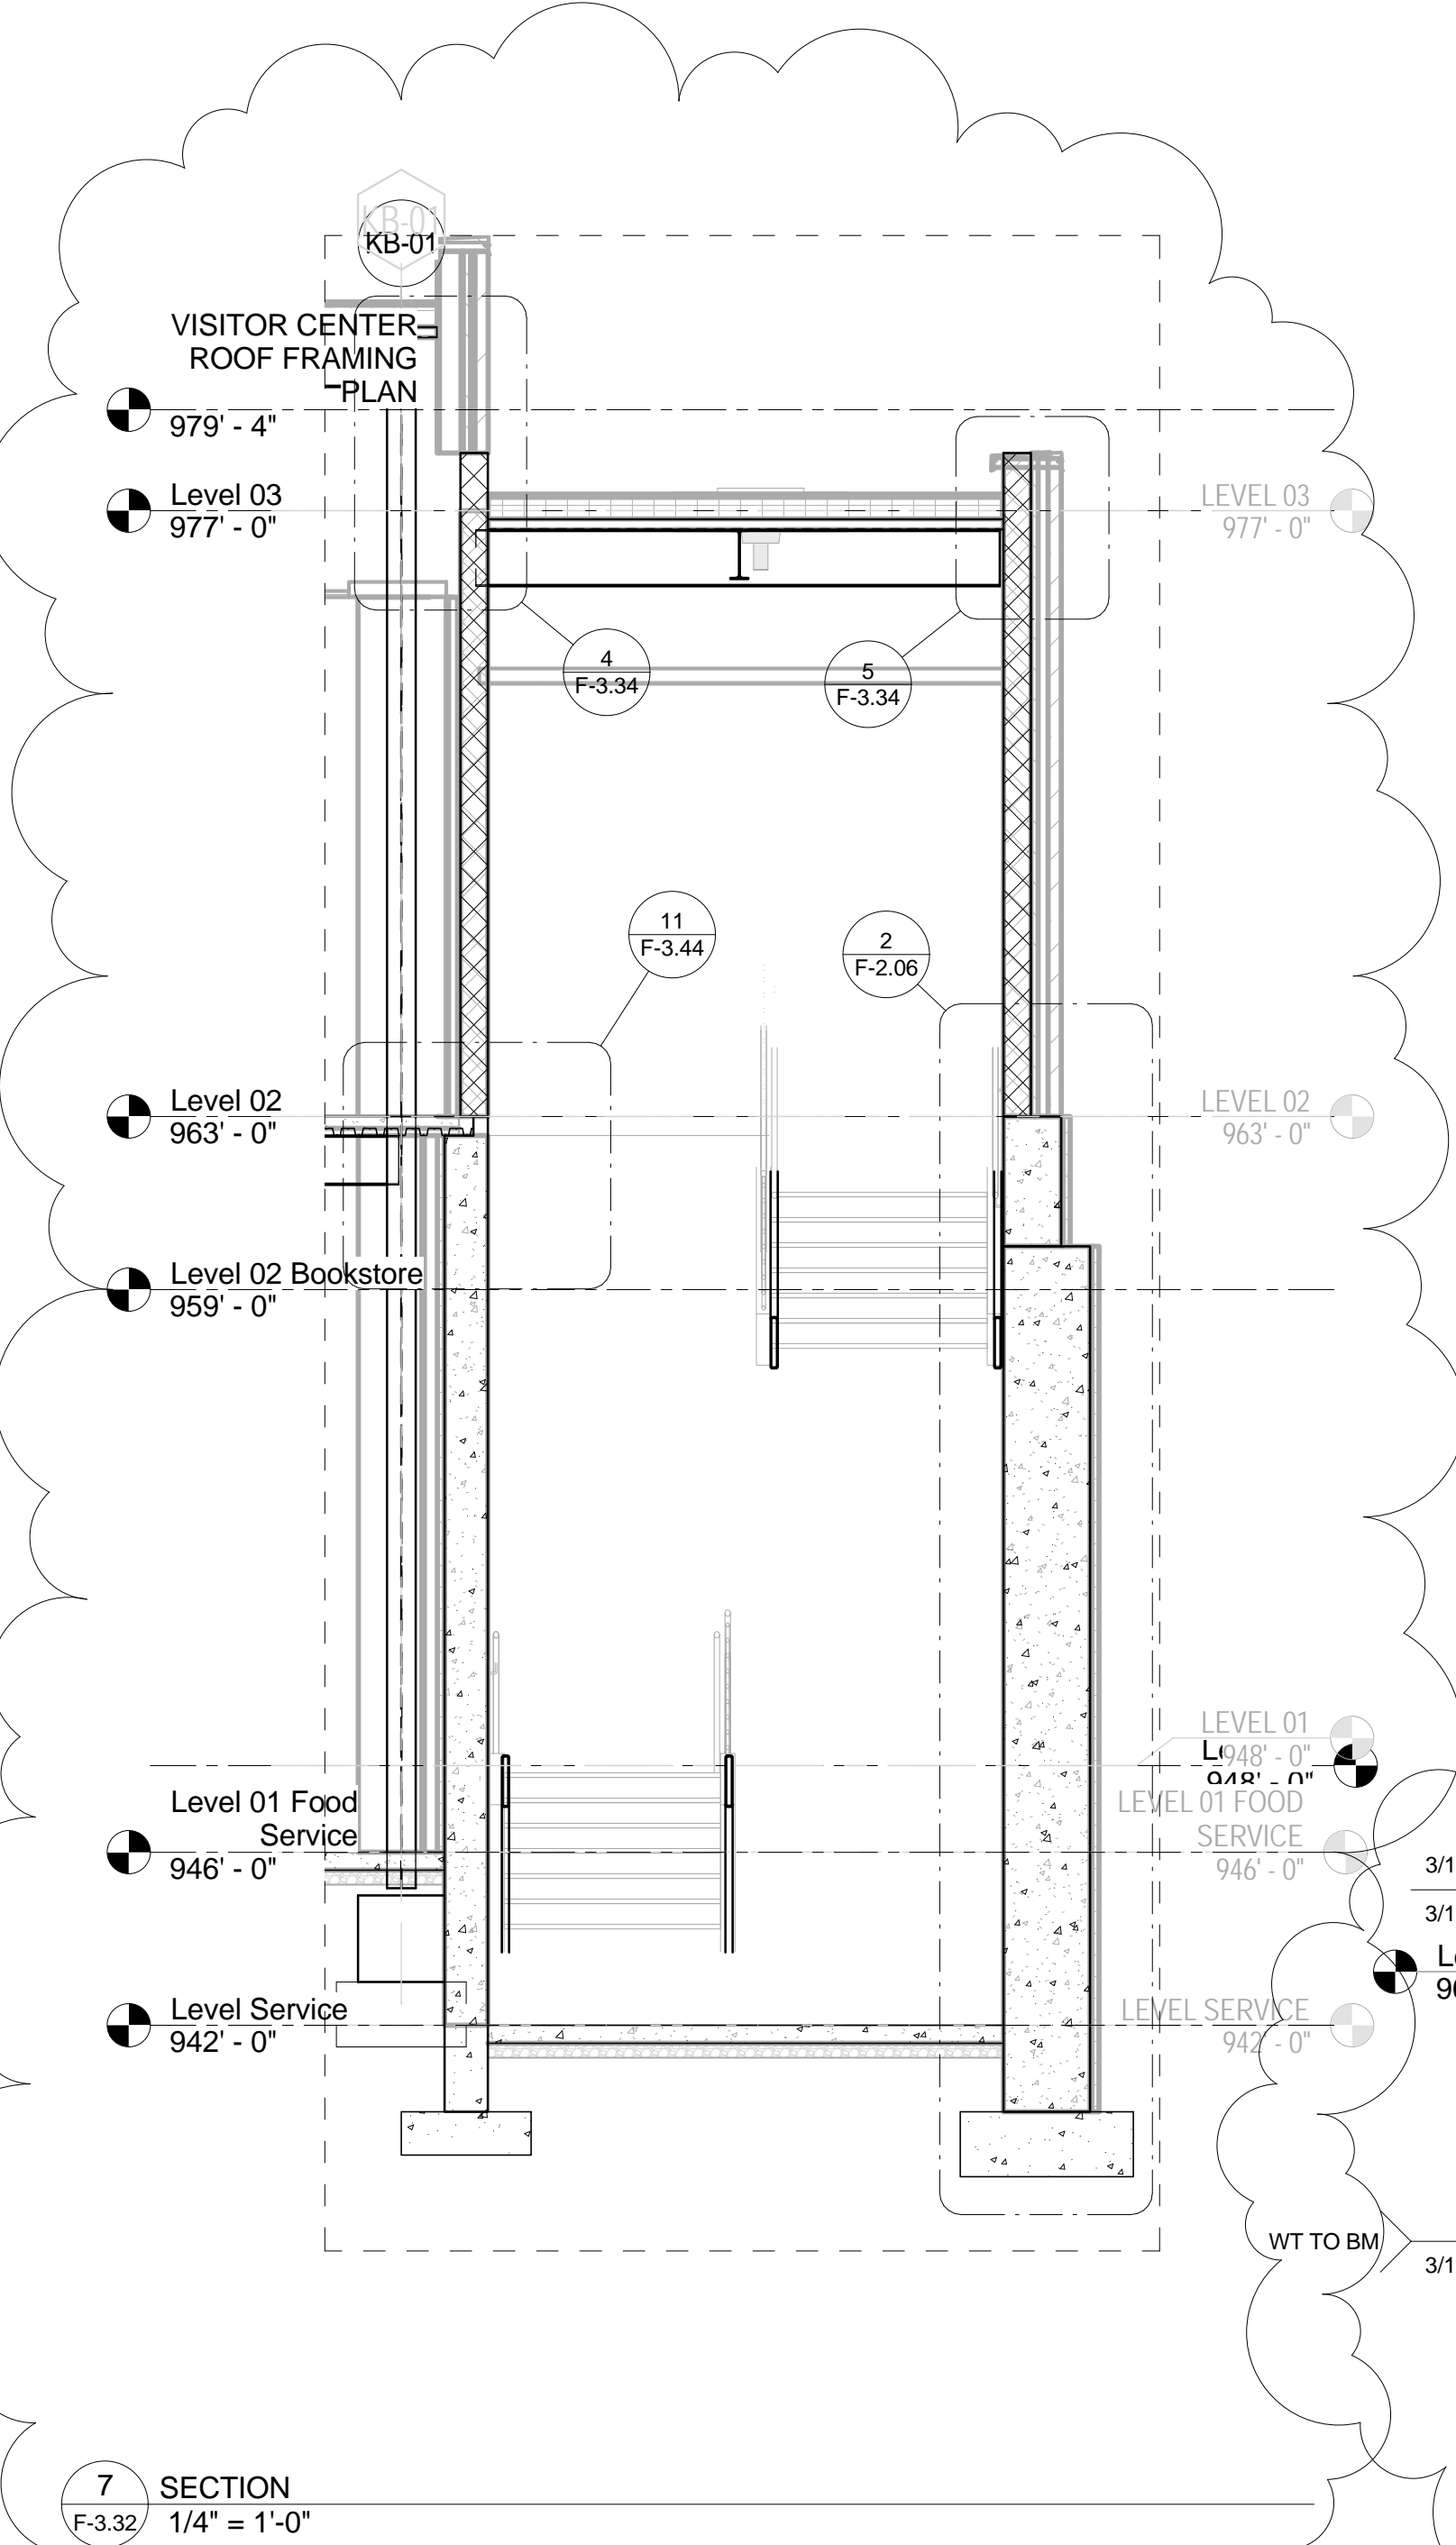 KB-01
KB-01
VISITOR CENTER
ROOF FRAMING
PLAN
979' - 4"
Level 03
977' - 0"
LEVEL 03
977' - 0"
4
F-3.34
5
F-3.34
11
F-3.44
2
F-2.06
Level 02
963' - 0"
LEVEL 02
963' - 0"
Level 02 Bookstore
959' - 0"
LEVEL 01
948' - 0"
948' - 0"
Level 01 Food
Service
946' - 0"
LEVEL 01 FOOD
SERVICE
946' - 0"
Level Service
942' - 0"
LEVEL SERVICE
942' - 0"
WT TO BM
7
F-3.32
SECTION
1/4" = 1'-0"